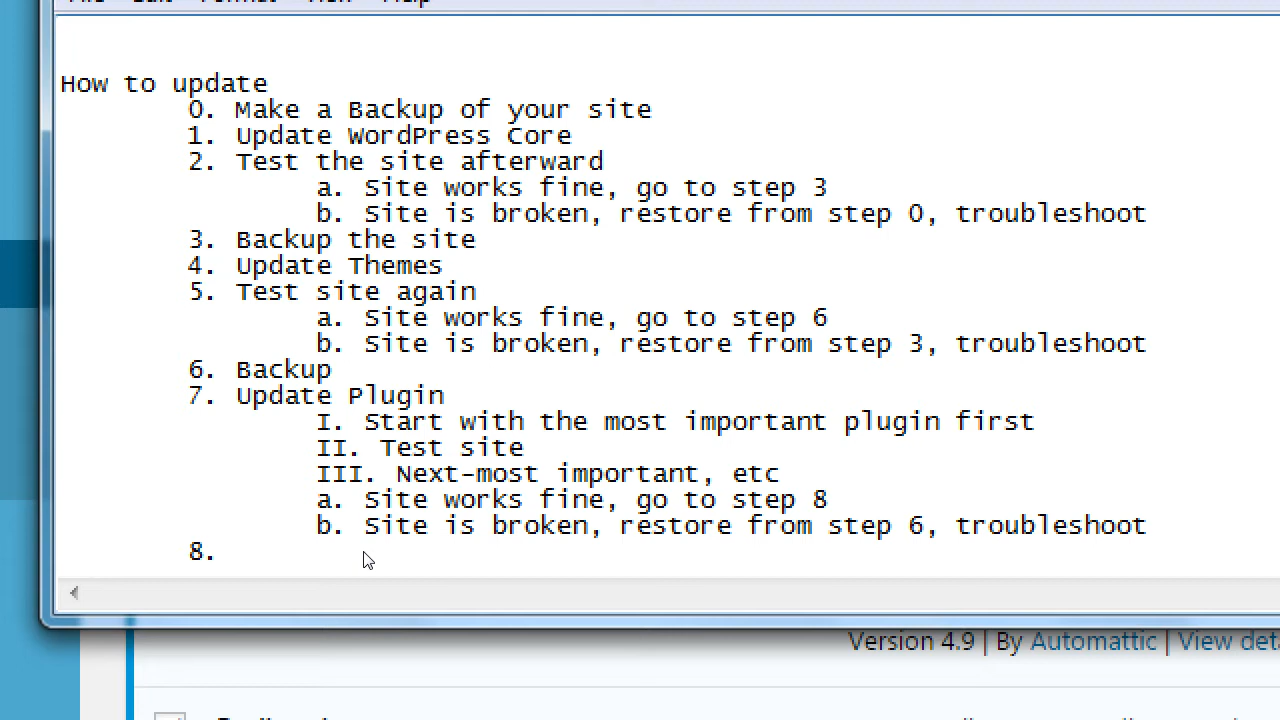 How to update
0. Make a Backup of your site
1. Update WordPress Core
2. Test the site afterward
a. Site works fine, go to step 3
b. Site is broken, restore from step 0, troubleshoot
3. Backup the site
4. Update Themes
5. Test site again
a. Site works fine, go to step 6
b. Site is broken, restore from step 3, troubleshoot
6. Backup
7. Update Plugin
I. Start with the most important plugin first
II. Test site
III. Next-most important, etc
a. Site works fine, go to step 8
b. Site is broken, restore from step 6, troubleshoot
8.
Version 4.9 | By Automattic | View